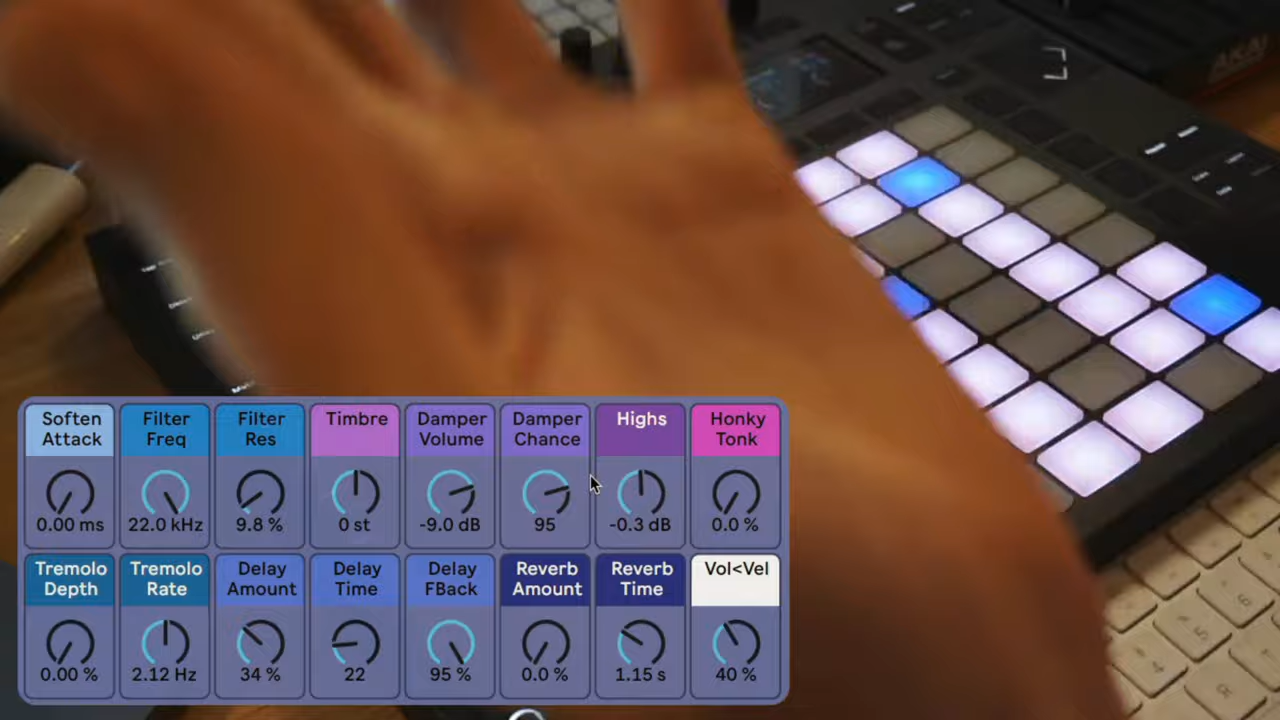 AKAI
Soften Attack
Filter Freq
Filter Res
Timbre
Damper Volume
Damper Chance
Highs
Honky Tonk
0.00 ms
22.0 kHz
9.8 %
0 st
-9.0 dB
95
-0.3 dB
0.0 %
Tremolo Depth
Tremolo Rate
Delay Amount
Delay Time
Delay FBack
Reverb Amount
Reverb Time
Vol<Vel
0.00 %
2.12 Hz
34 %
22
95 %
0.0 %
1.15 s
40 %